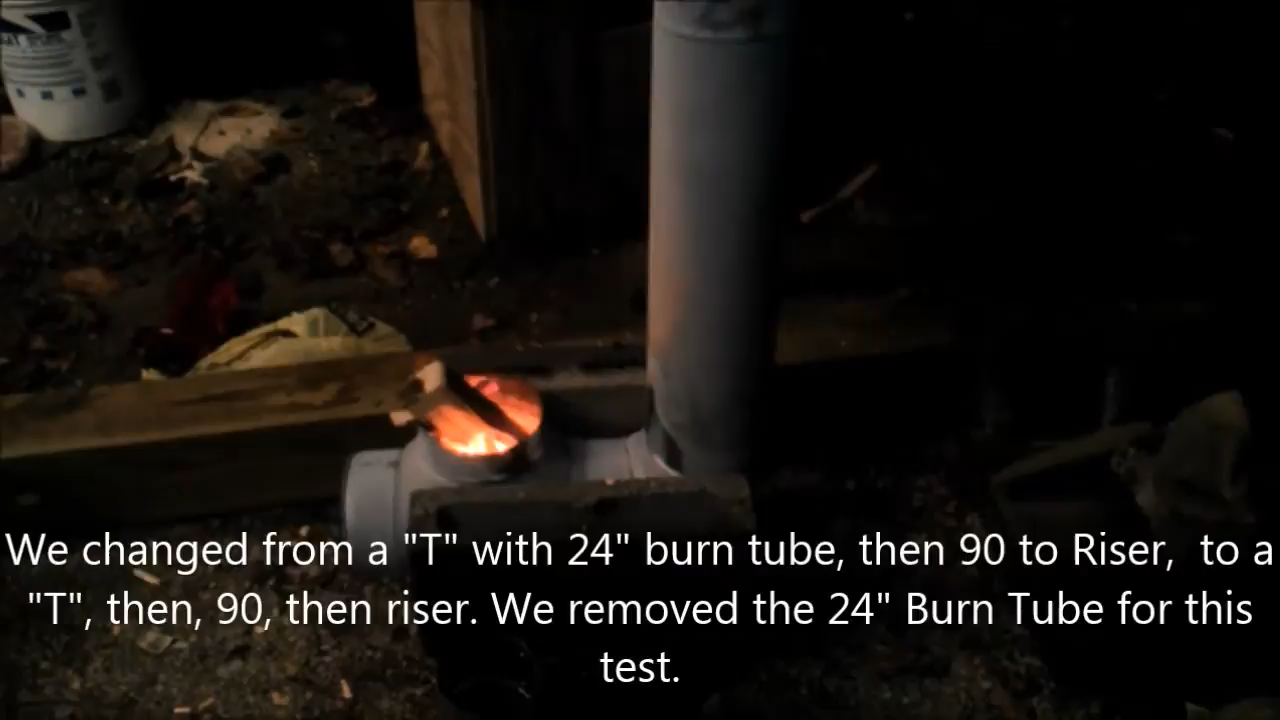 We changed from a "T" with 24" burn tube, then 90 to Riser,  to a
"T", then, 90, then riser. We removed the 24" Burn Tube for this
test.